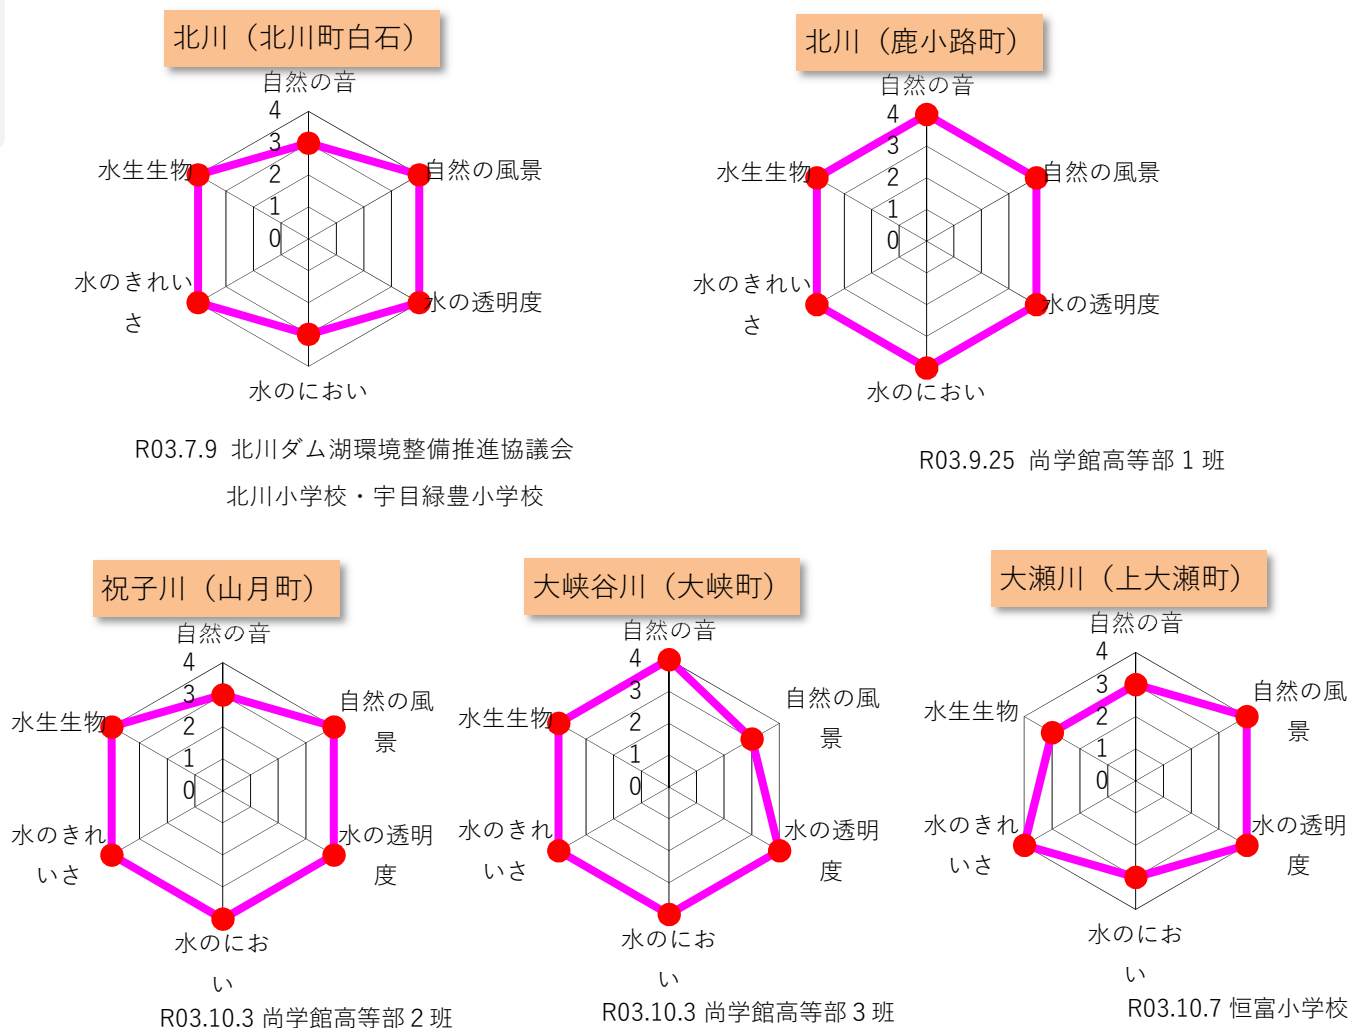 北川（北川町白石）
自然の音
4
3
2
1
0
自然の風景
水の透明度
水のにおい
水のきれい
さ
水生生物
R03.7.9 北川ダム湖環境整備推進協議会
北川小学校・宇目緑豊小学校
北川（鹿小路町）
自然の音
4
3
2
1
0
自然の風景
水の透明度
水のにおい
水のきれい
さ
水生生物
R03.9.25 尚学館高等部１班
祝子川（山月町）
自然の音
4
3
2
1
0
自然の風
景
水の透明
度
水のにお
い
水のきれ
いさ
水生生物
R03.10.3 尚学館高等部２班
大峡谷川（大峡町）
自然の音
4
3
2
1
0
自然の風
景
水の透明
度
水のにお
い
水のきれ
いさ
水生生物
R03.10.3 尚学館高等部３班
大瀬川（上大瀬町）
自然の音
4
3
2
1
0
自然の風
景
水の透明
度
水のにお
い
水のきれ
いさ
水生生物
R03.10.7 恒富小学校